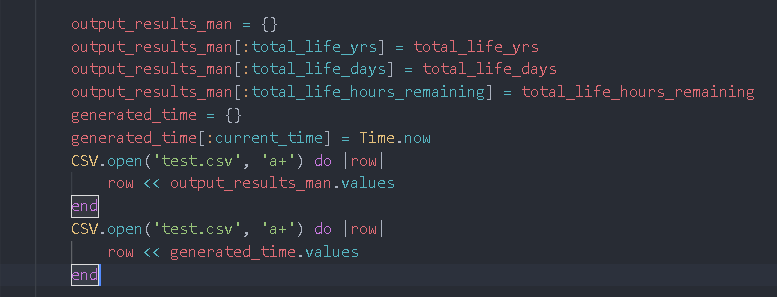 output_results_man = {}
output_results_man[:total_life_yrs] = total_life_yrs
output_results_man[:total_life_days] = total_life_days
output_results_man[:total_life_hours_remaining] = total_life_hours_remaining
generated_time = {}
generated_time[:current_time] = Time.now
CSV.open('test.csv', 'a+') do |row|
    row << output_results_man.values
end
CSV.open('test.csv', 'a+') do |row|
    row << generated_time.values
end